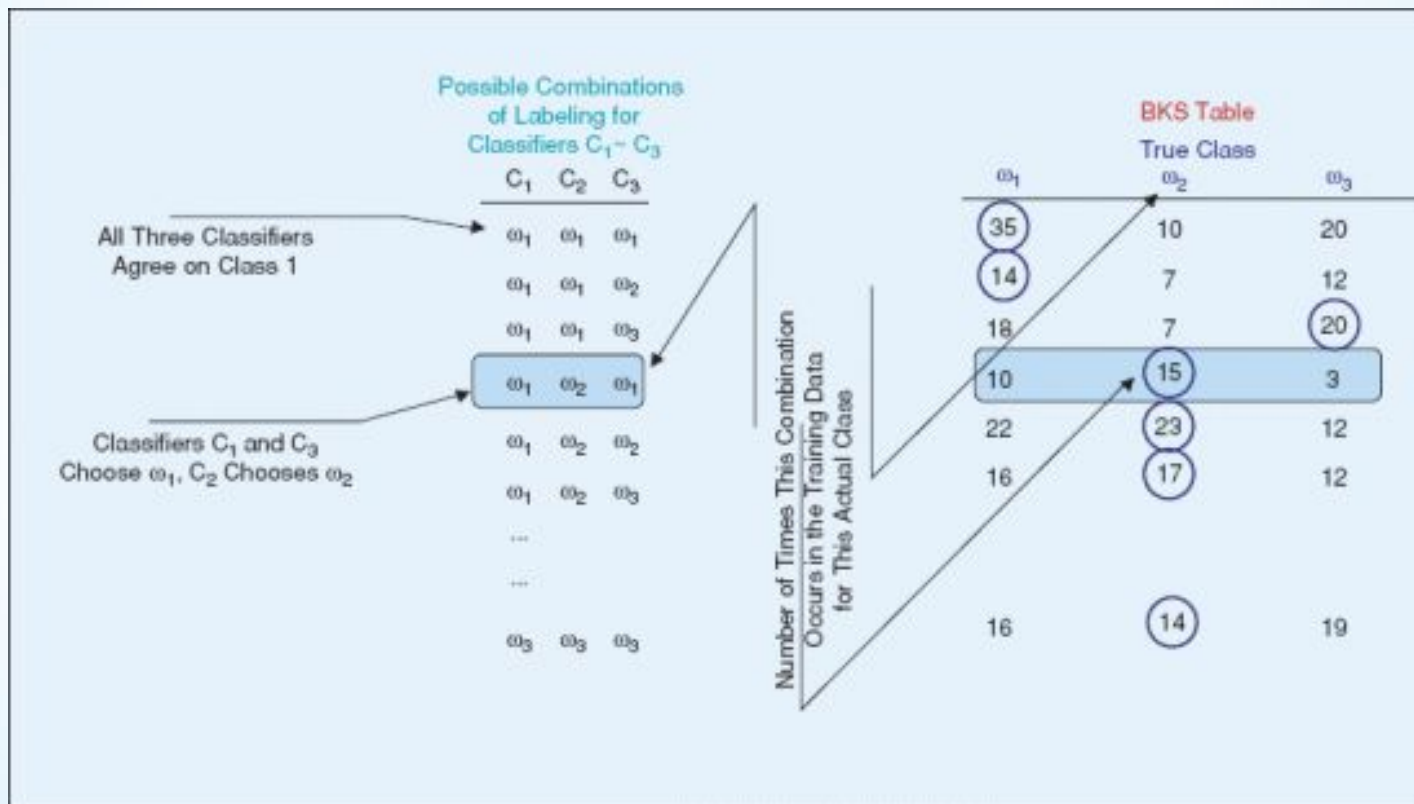 Possible Combinations
of Labeling for
Classifiers C₁~ C₃
C₁ C₂ C₃
ω₁ ω₁ ω₁
ω₁ ω₁ ω₂
ω₁ ω₁ ω₃
ω₁ ω₂ ω₁
ω₁ ω₂ ω₂
ω₁ ω₂ ω₃
...
...
ω₃ ω₃ ω₃
All Three Classifiers
Agree on Class 1
Classifiers C₁ and C₃
Choose ω₁, C₂ Chooses ω₂
Number of Times This Combination
Occurs in the Training Data
for This Actual Class
BKS Table
True Class
ω₁ ω₂ ω₃
35 10 20
14 7 12
18 7 20
10 15 3
22 23 12
16 17 12
16 14 19